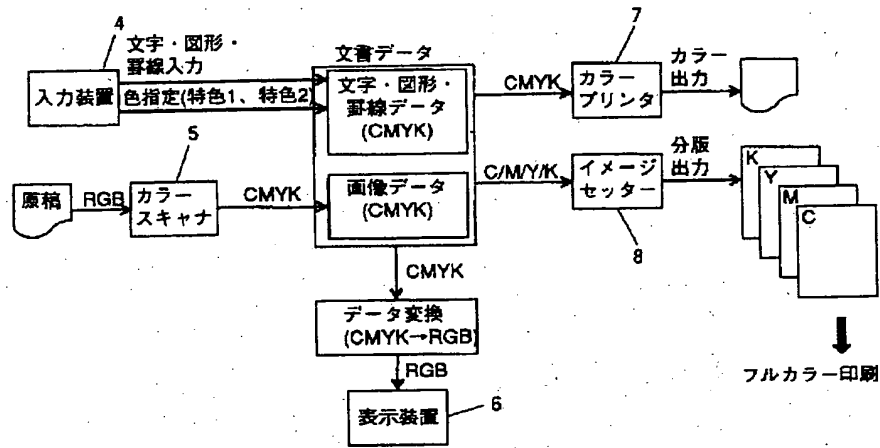 4
文字・図形・
罫線入力
入力装置
色指定(特色1、特色2)
文書データ
文字・図形・
罫線データ
(CMYK)
画像データ
(CMYK)
5
原稿
RGB
カラー
スキャナ
CMYK
CMYK
7
カラー
プリンタ
カラー
出力
C/M/Y/K
イメージ
セッター
8
分版
出力
K
Y
M
C
フルカラー印刷
CMYK
データ変換
(CMYK→RGB)
RGB
表示装置
6